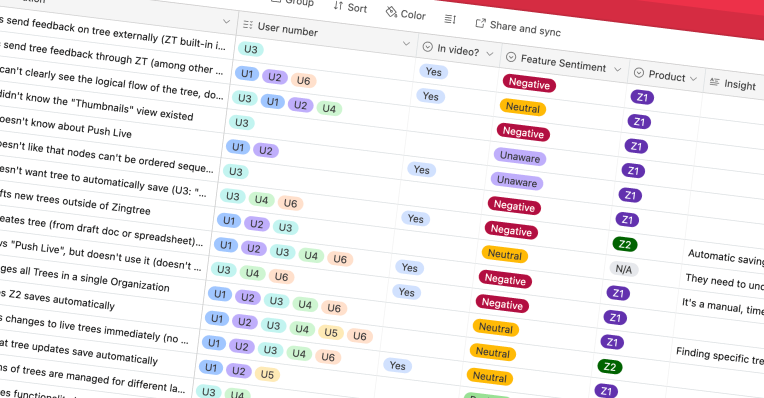 Group Sort Color Share and sync
User number In video? Feature Sentiment Product Insight
s send feedback on tree externally (ZT built-in i... U3 Yes Negative Z1
send tree feedback through ZT (among other ... U1 U2 U6 Yes Neutral Z1
can't clearly see the logical flow of the tree, do... U3 U1 U2 U4 Negative Z1
didn't know the "Thumbnails" view existed U3 Unaware Z1
oesn't know about Push Live U1 U2 Yes Unaware Z1
oesn't like that nodes can't be ordered seque... U3 Negative Z1
esn't want tree to automatically save (U3: "... U3 U4 U6 Yes Negative Z2 Automatic saving
fts new trees outside of Zingtree U1 U2 U3 Neutral N/A They need to und
eates tree (from draft doc or spreadsheet)... U1 U2 U3 U4 U6 Yes Negative Z1 It's a manual, time
s "Push Live", but doesn't use it (doesn't ... U3 U4 U6 Yes Negative Z1
ges all Trees in a single Organization U1 U2 U3 U4 U6 Neutral Z1 Finding specific tre
s Z2 saves automatically U1 U2 U3 U4 U5 U6 Neutral Z2
s changes to live trees immediately (no ... U1 U2 U3 U4 U6 Yes Neutral Z1
at tree updates save automatically U1 U2 U5
ns of trees are managed for different la... U3 U4